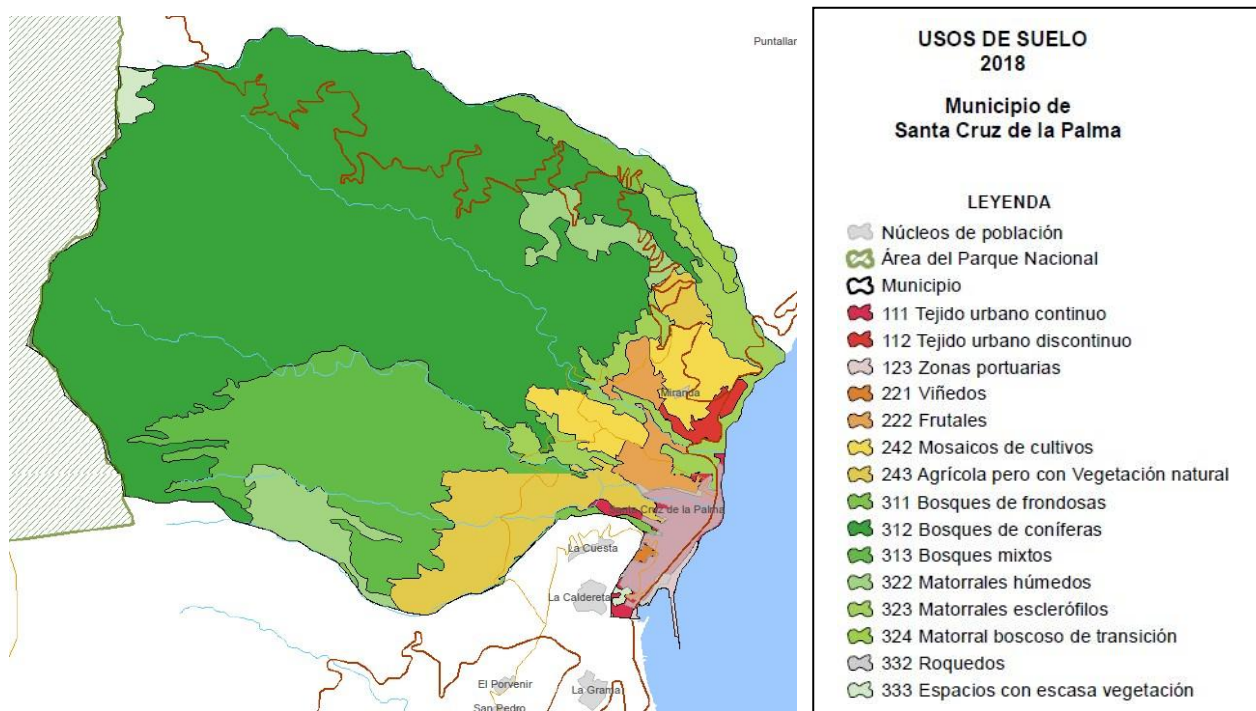 Puntallar
Miranda
Santa Cruz de la Palma
La Cuesta
La Caldereta
El Porvenir
La Grama
San Pedro
USOS DE SUELO
2018
Municipio de
Santa Cruz de la Palma
LEYENDA
Núcleos de población
Área del Parque Nacional
Municipio
111 Tejido urbano continuo
112 Tejido urbano discontinuo
123 Zonas portuarias
221 Viñedos
222 Frutales
242 Mosaicos de cultivos
243 Agrícola pero con Vegetación natural
311 Bosques de frondosas
312 Bosques de coníferas
313 Bosques mixtos
322 Matorrales húmedos
323 Matorrales esclerófilos
324 Matorral boscoso de transición
332 Roquedos
333 Espacios con escasa vegetación